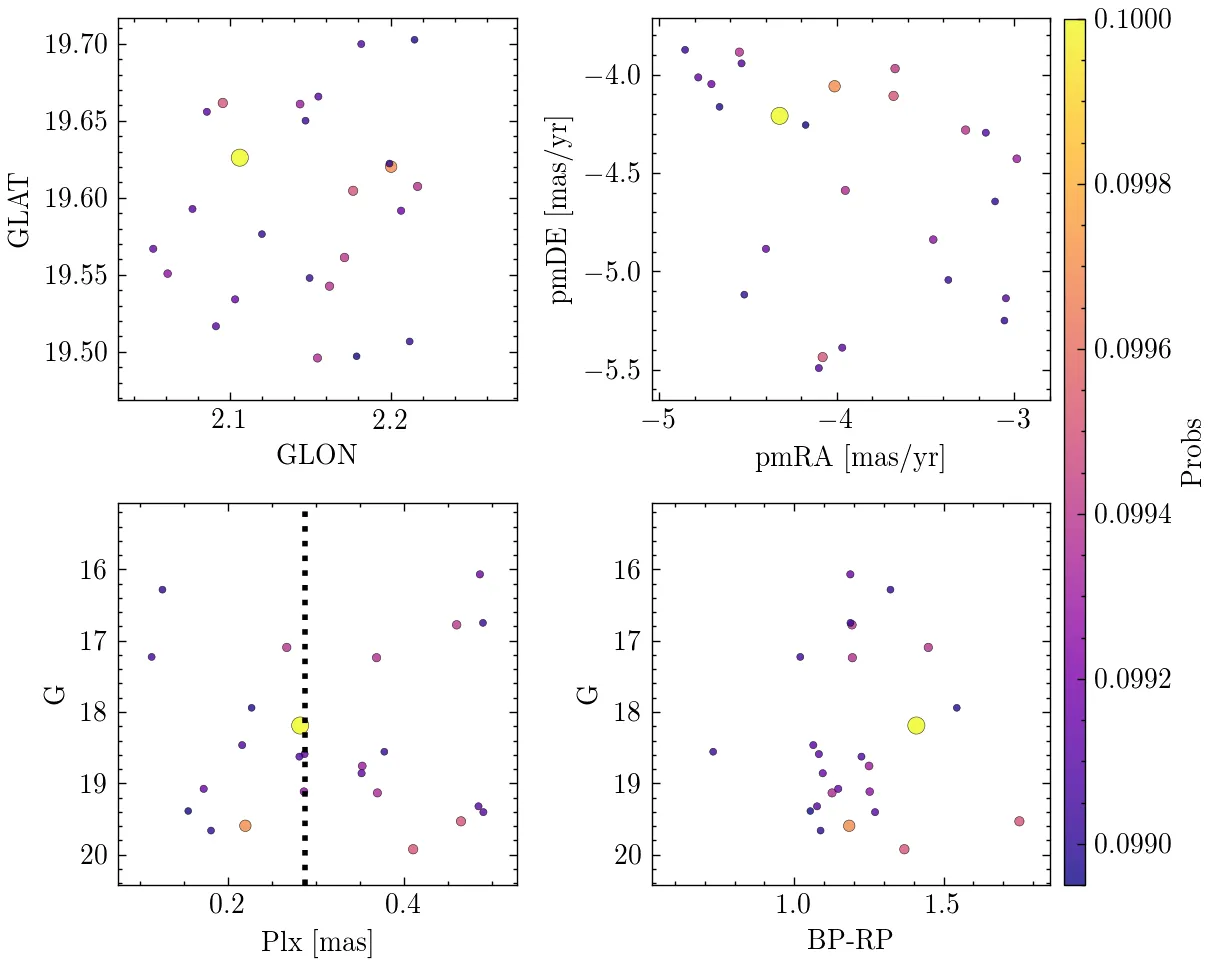 19.70
19.65
19.60
19.55
19.50
GLAT
2.1 2.2
GLON
−4.0
−4.5
−5.0
−5.5
pmDE [mas/yr]
−5 −4 −3
pmRA [mas/yr]
16
17
18
19
20
G
0.2 0.4
Plx [mas]
16
17
18
19
20
G
1.0 1.5
BP-RP
0.1000
0.0998
0.0996
0.0994
0.0992
0.0990
Probs